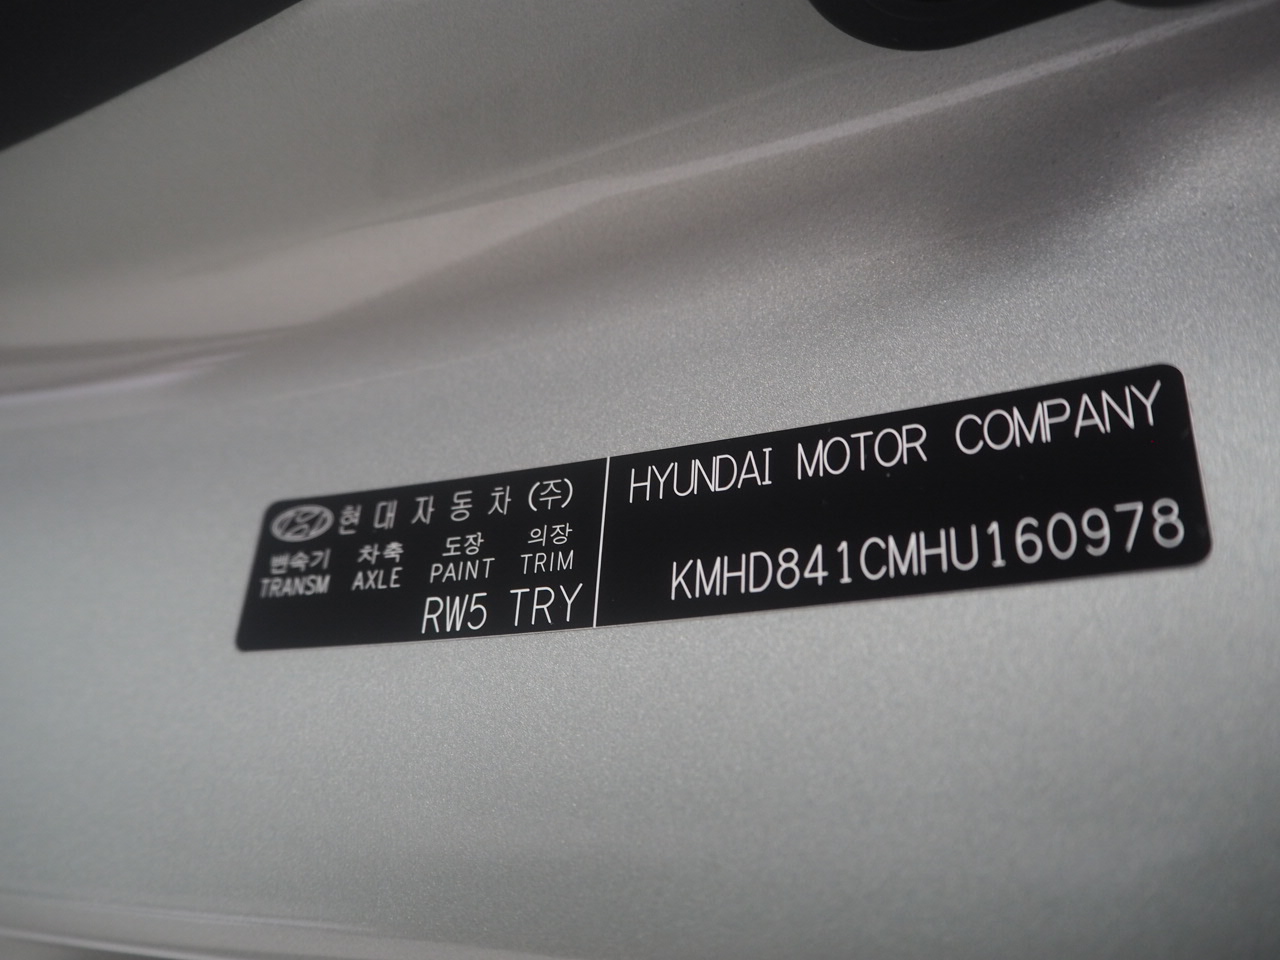 현대자동차(주)
변속기 차축 도장 의장
TRANSM AXLE PAINT TRIM
RW5 TRY
HYUNDAI MOTOR COMPANY
KMHD841CMHU160978